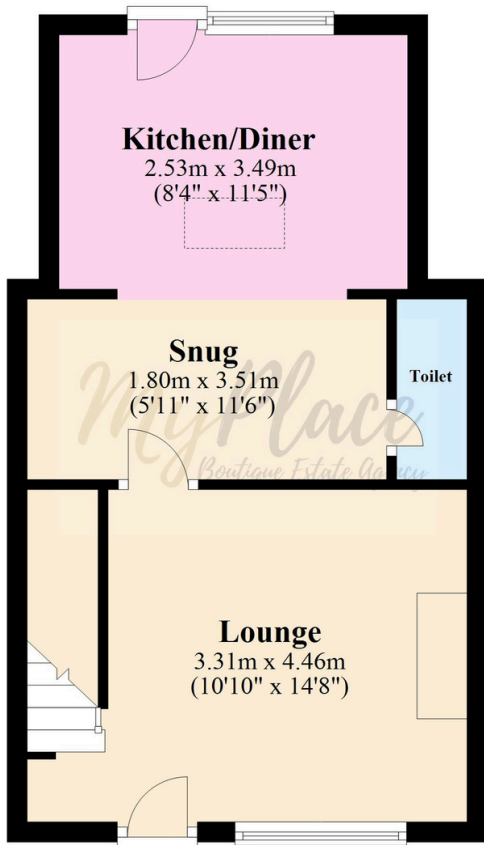 Kitchen/Diner
2.53m x 3.49m
(8'4" x 11'5")
Snug
1.80m x 3.51m
(5'11" x 11'6")
Toilet
MyPlace
Boutique Estate Agency
Lounge
3.31m x 4.46m
(10'10" x 14'8")